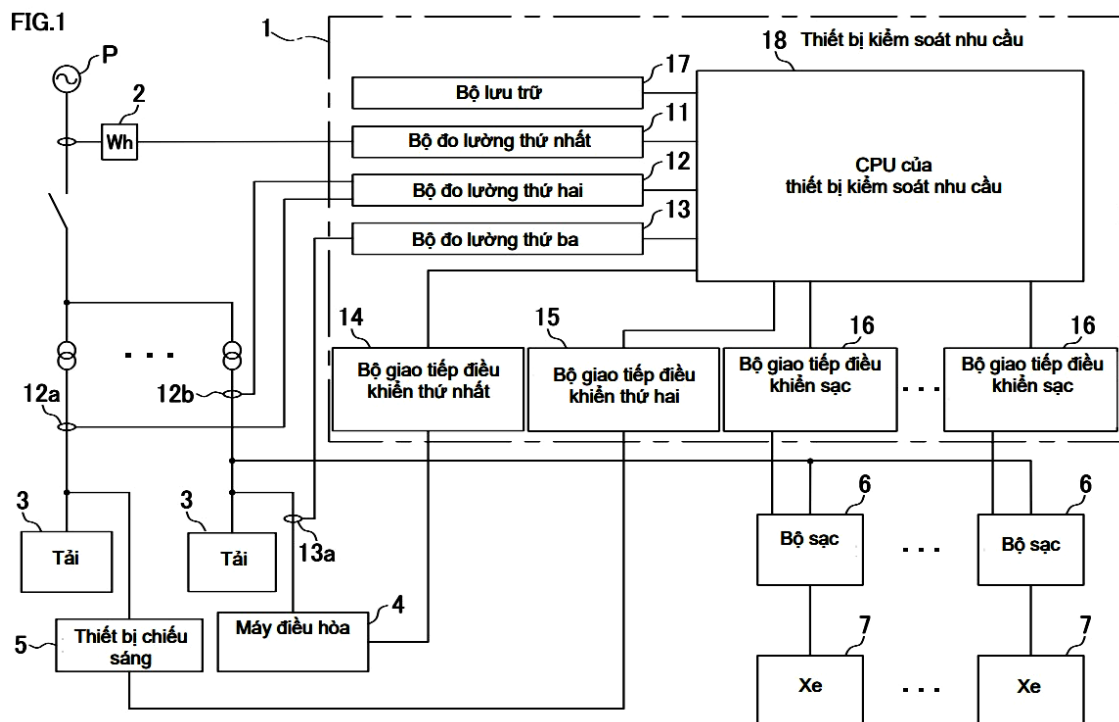 FIG.1
P
2
Wh
1
18
Thiết bị kiểm soát nhu cầu
17
Bộ lưu trữ
11
Bộ đo lường thứ nhất
12
Bộ đo lường thứ hai
13
Bộ đo lường thứ ba
CPU của
thiết bị kiểm soát nhu cầu
14
Bộ giao tiếp điều
khiển thứ nhất
15
Bộ giao tiếp điều
khiển thứ hai
16
Bộ giao tiếp điều
khiển sạc
16
Bộ giao tiếp điều
khiển sạc
12a
12b
3
Tải
3
Tải
13a
6
Bộ sạc
6
Bộ sạc
5
Thiết bị chiếu
sáng
4
Máy điều hòa
7
Xe
7
Xe